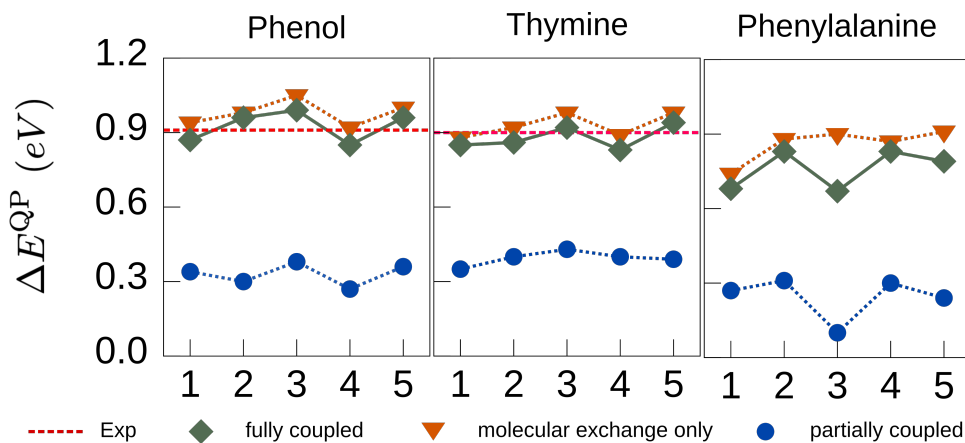 Phenol Thymine Phenylalanine
1.2
0.9
0.6
0.3
0.0
ΔE^QP (eV)
1 2 3 4 5 1 2 3 4 5 1 2 3 4 5
Exp fully coupled molecular exchange only partially coupled